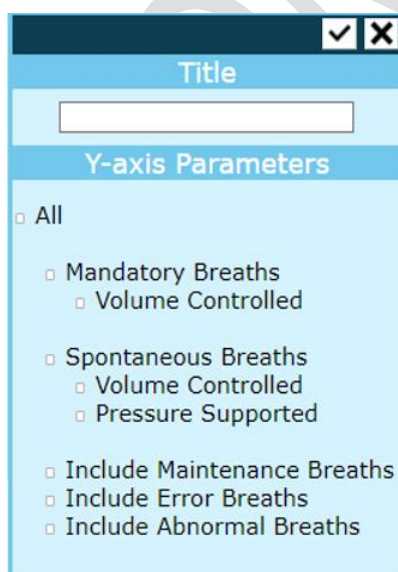 Title
Y-axis Parameters
All
Mandatory Breaths
Volume Controlled
Spontaneous Breaths
Volume Controlled
Pressure Supported
Include Maintenance Breaths
Include Error Breaths
Include Abnormal Breaths